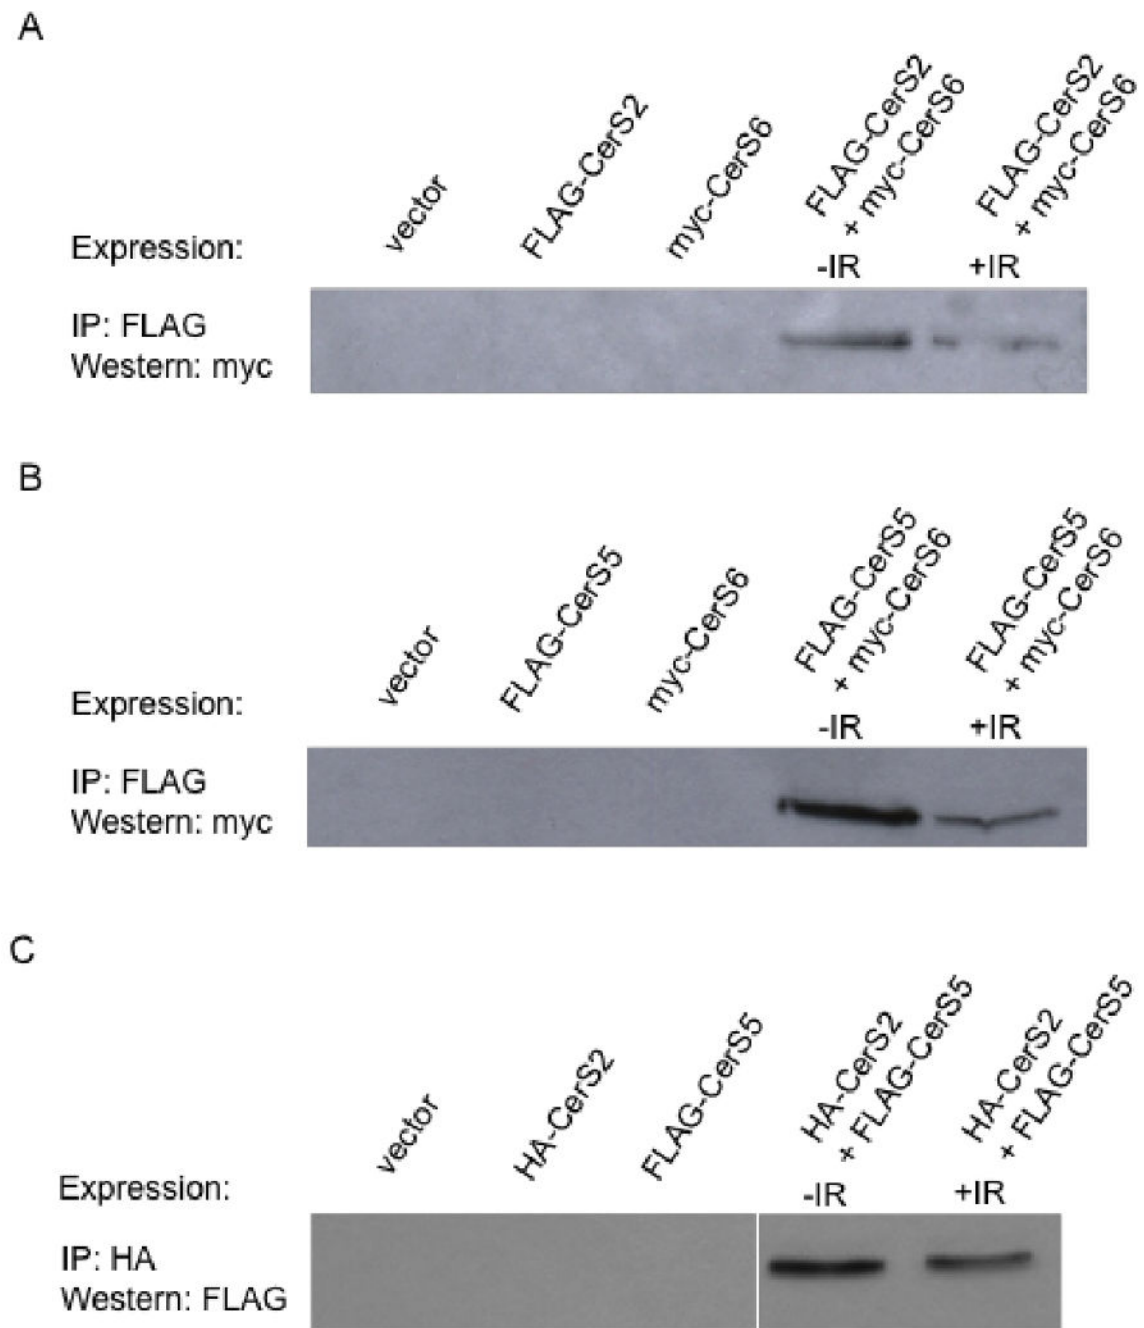 A
vector
FLAG-CerS2
myc-CerS6
FLAG-CerS2
+ myc-CerS6
FLAG-CerS2
+ myc-CerS6
Expression:
-IR
+IR
IP: FLAG
Western: myc
B
vector
FLAG-CerS5
myc-CerS6
FLAG-CerS5
+ myc-CerS6
FLAG-CerS5
+ myc-CerS6
Expression:
-IR
+IR
IP: FLAG
Western: myc
C
vector
HA-CerS2
FLAG-CerS5
HA-CerS2
+ FLAG-CerS5
HA-CerS2
+ FLAG-CerS5
Expression:
-IR
+IR
IP: HA
Western: FLAG